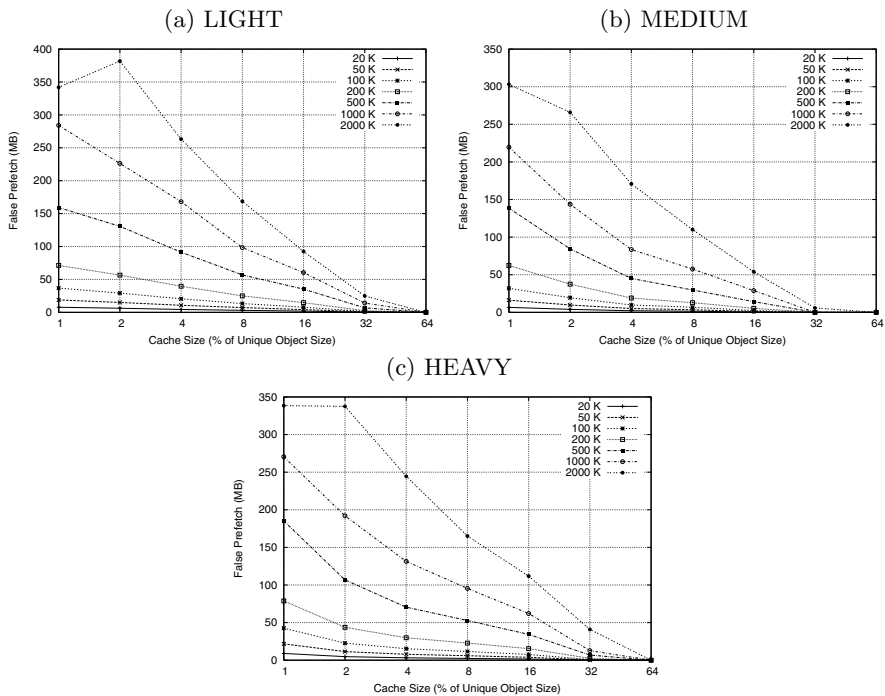 (a) LIGHT
400
350
300
250
200
150
100
50
0
1 2 4 8 16 32 64
False Prefetch (MB)
Cache Size (% of Unique Object Size)
20 K
50 K
100 K
200 K
500 K
1000 K
2000 K
(b) MEDIUM
350
300
250
200
150
100
50
0
1 2 4 8 16 32 64
False Prefetch (MB)
Cache Size (% of Unique Object Size)
20 K
50 K
100 K
200 K
500 K
1000 K
2000 K
(c) HEAVY
350
300
250
200
150
100
50
0
1 2 4 8 16 32 64
False Prefetch (MB)
Cache Size (% of Unique Object Size)
20 K
50 K
100 K
200 K
500 K
1000 K
2000 K